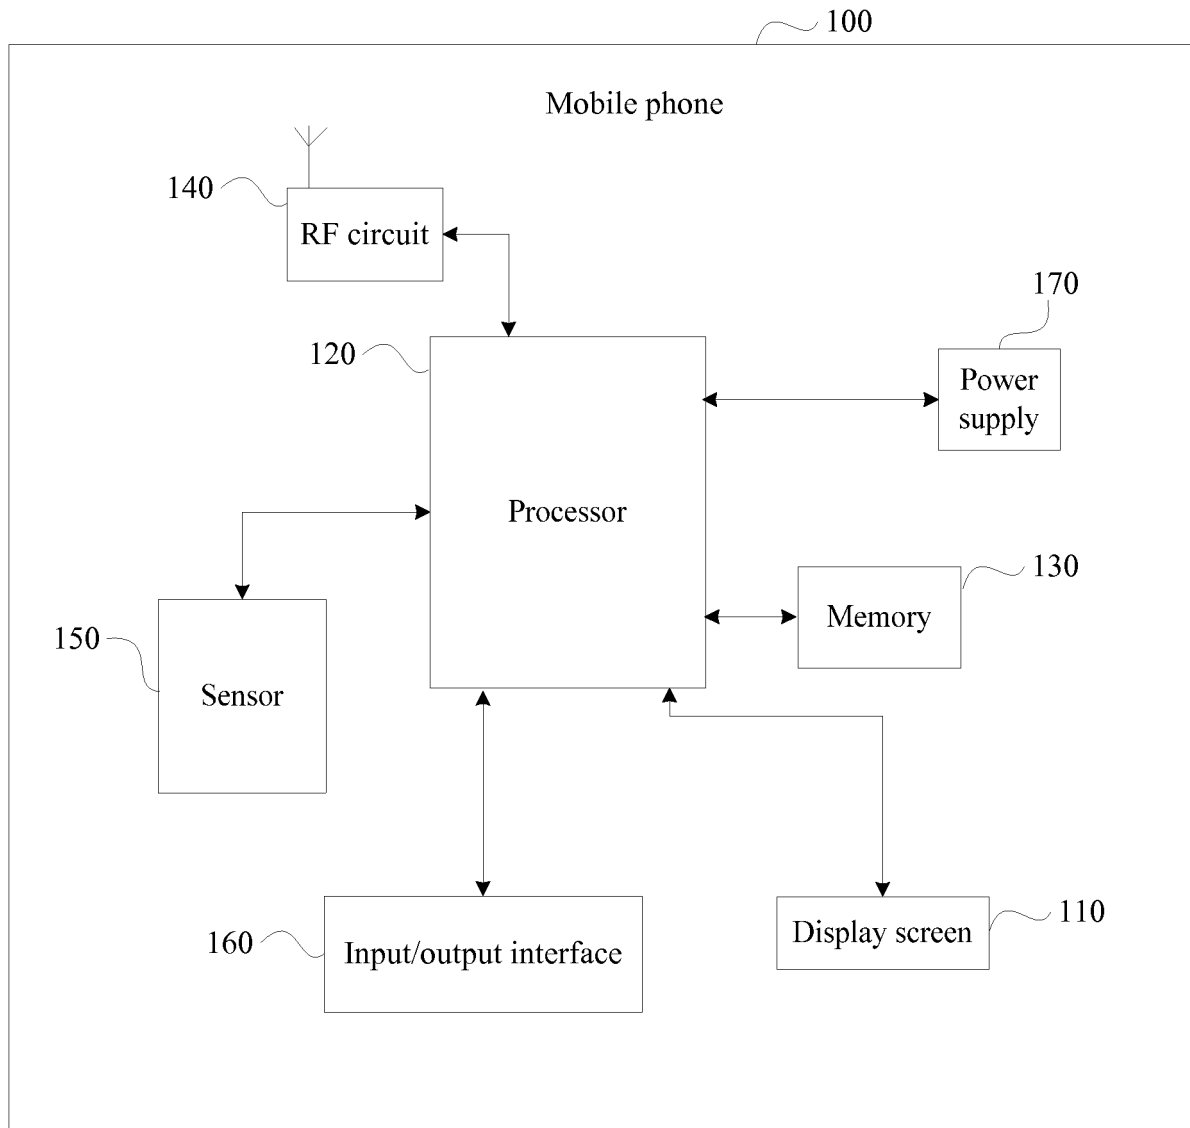 100
Mobile phone
140
RF circuit
170
120
Power
supply
Processor
130
Memory
150
Sensor
110
Display screen
160
Input/output interface